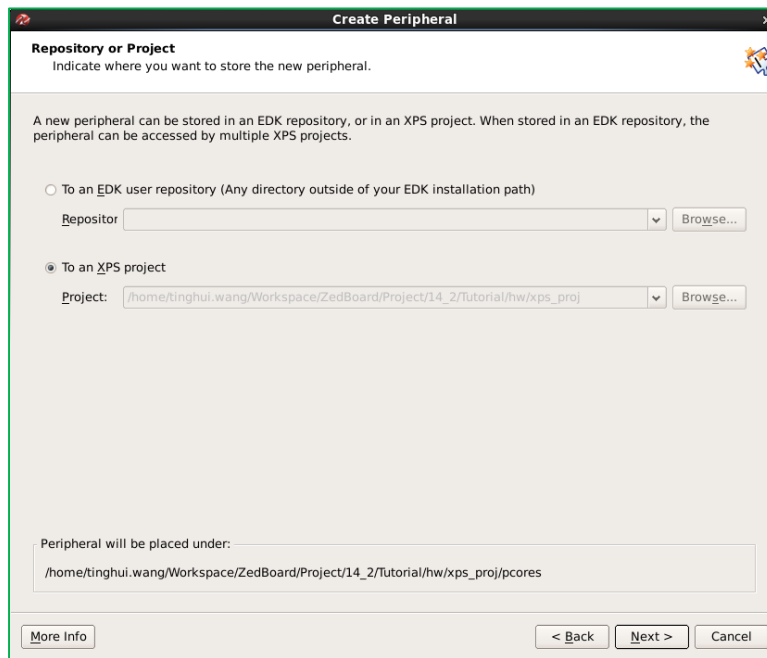 Create Peripheral
Repository or Project
Indicate where you want to store the new peripheral.
A new peripheral can be stored in an EDK repository, or in an XPS project. When stored in an EDK repository, the
peripheral can be accessed by multiple XPS projects.
To an EDK user repository (Any directory outside of your EDK installation path)
Repositor
Browse...
To an XPS project
Project: /home/tinghui.wang/Workspace/ZedBoard/Project/14_2/Tutorial/hw/xps_proj Browse...
Peripheral will be placed under:
/home/tinghui.wang/Workspace/ZedBoard/Project/14_2/Tutorial/hw/xps_proj/pcores
More Info < Back Next > Cancel